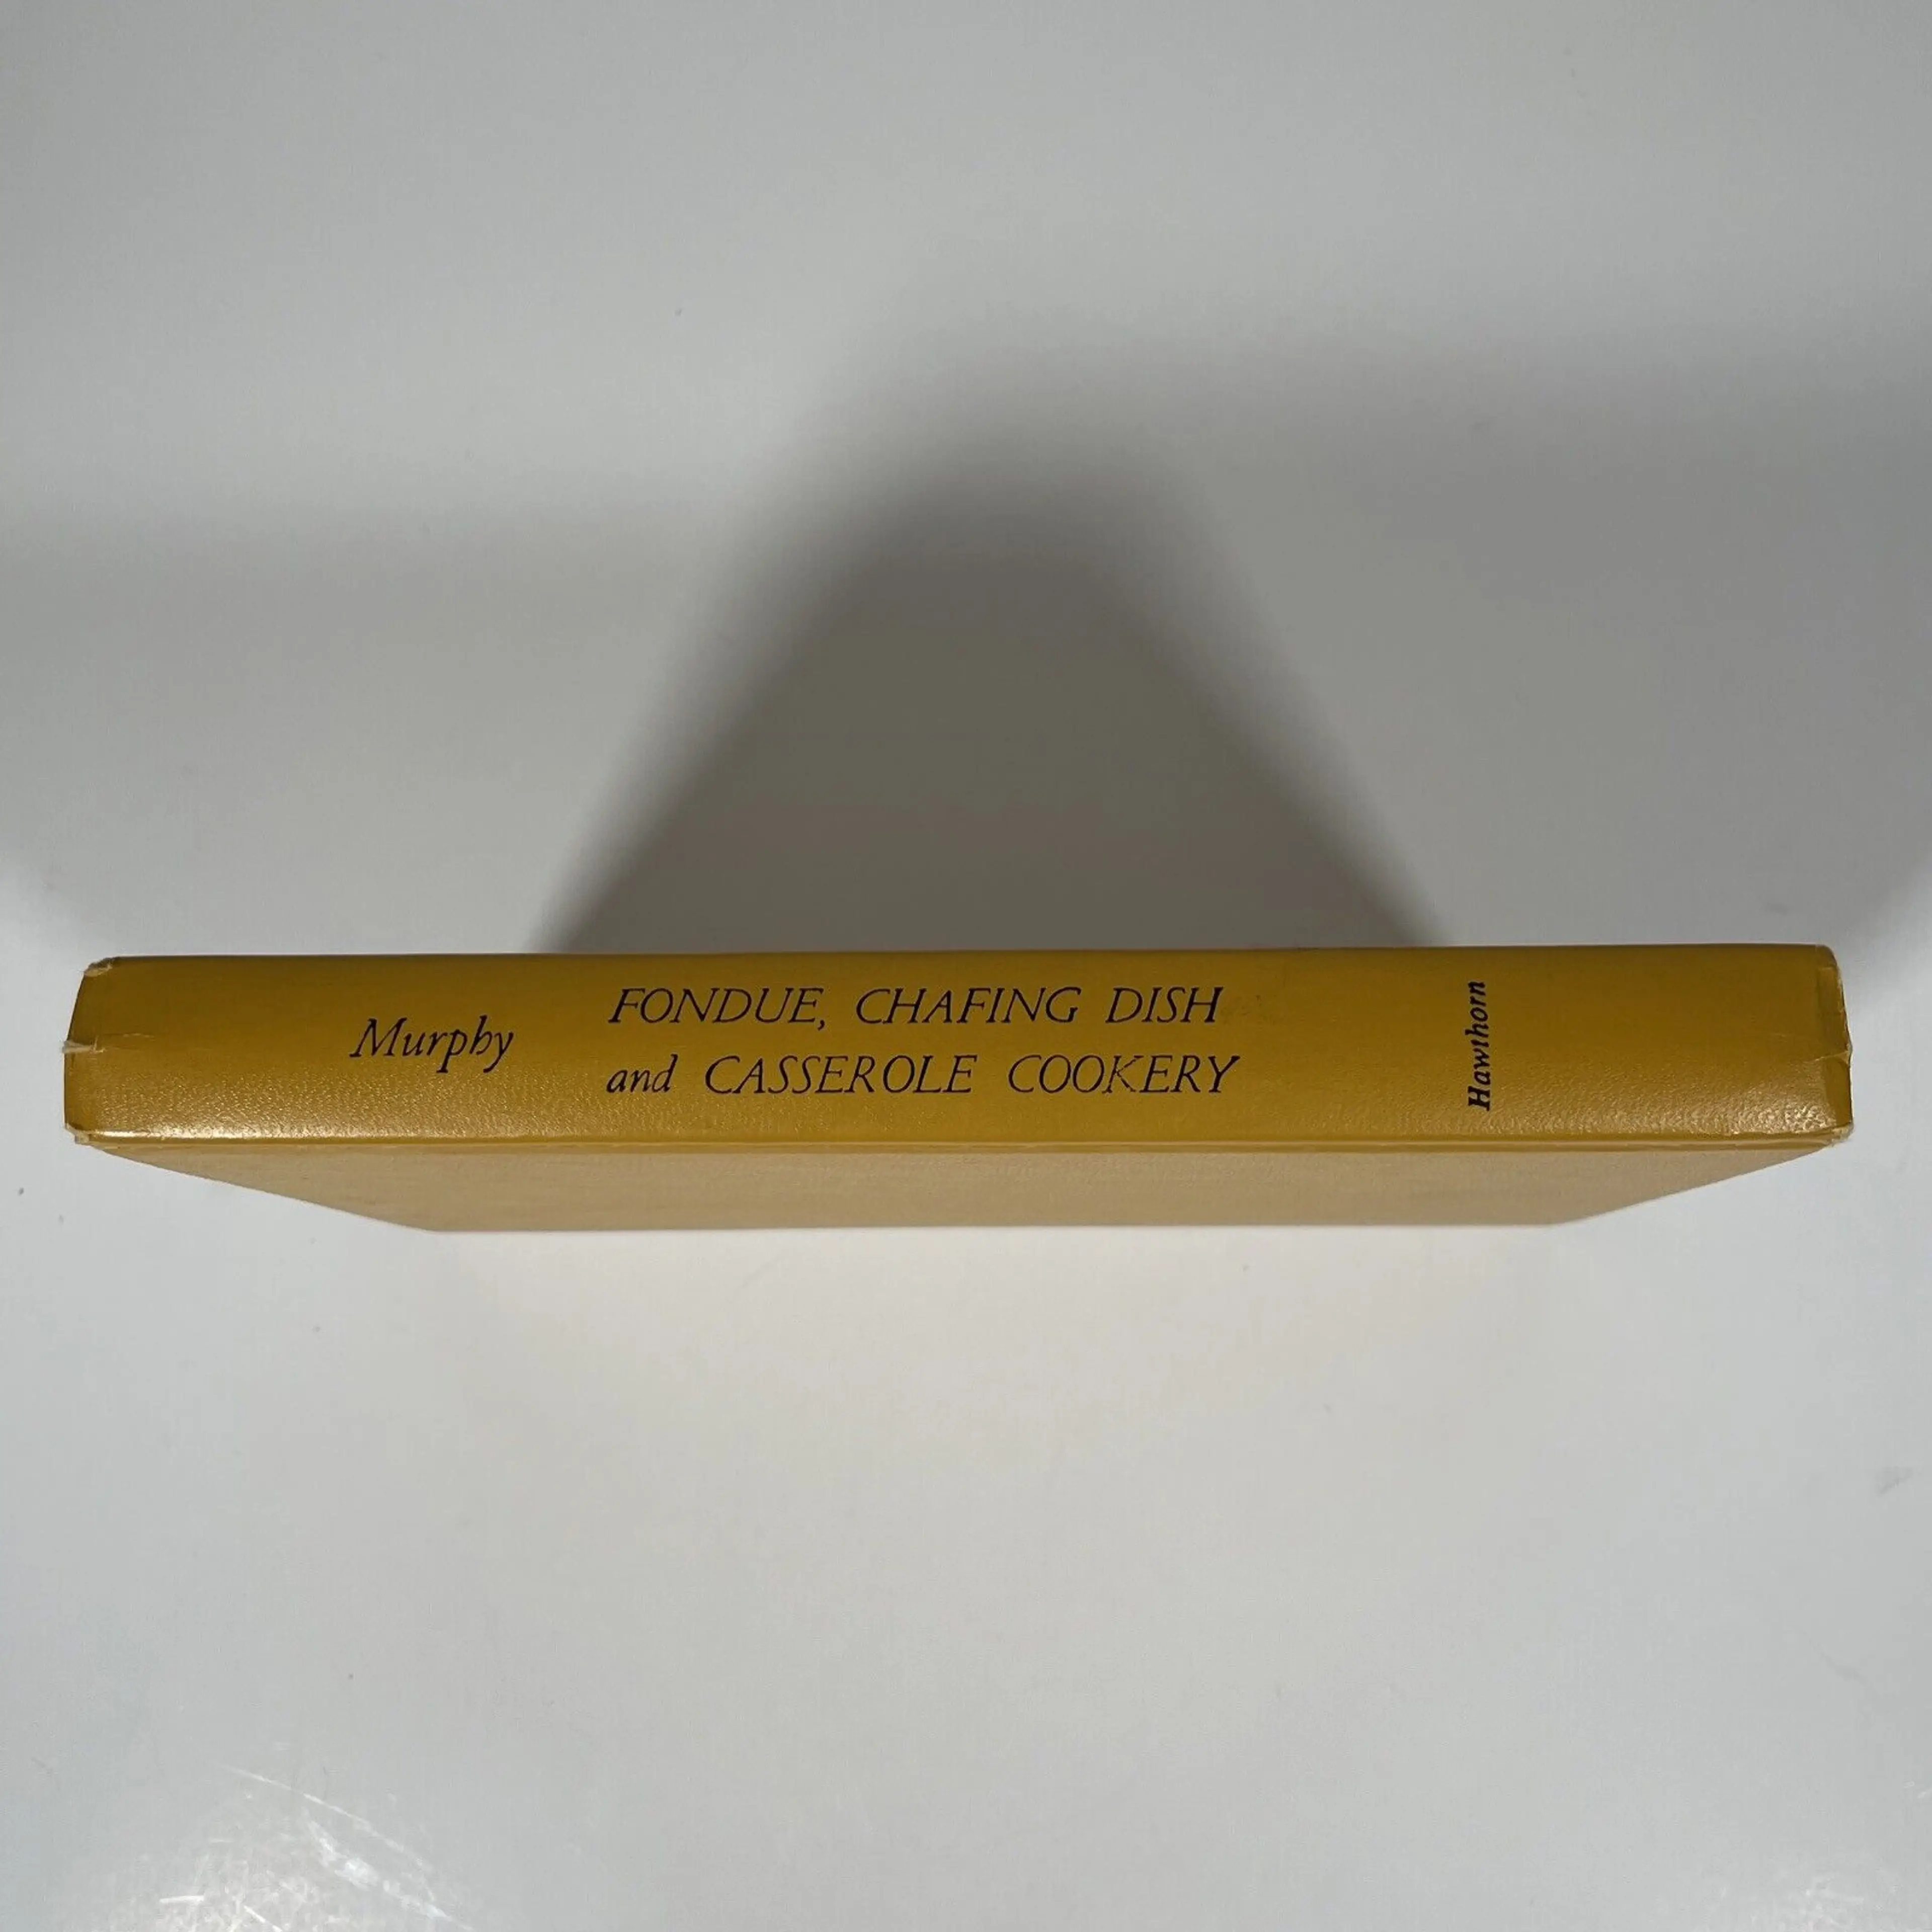 Murphy
FONDUE, CHAFING DISH
and CASSEROLE COOKERY
Hawthorn